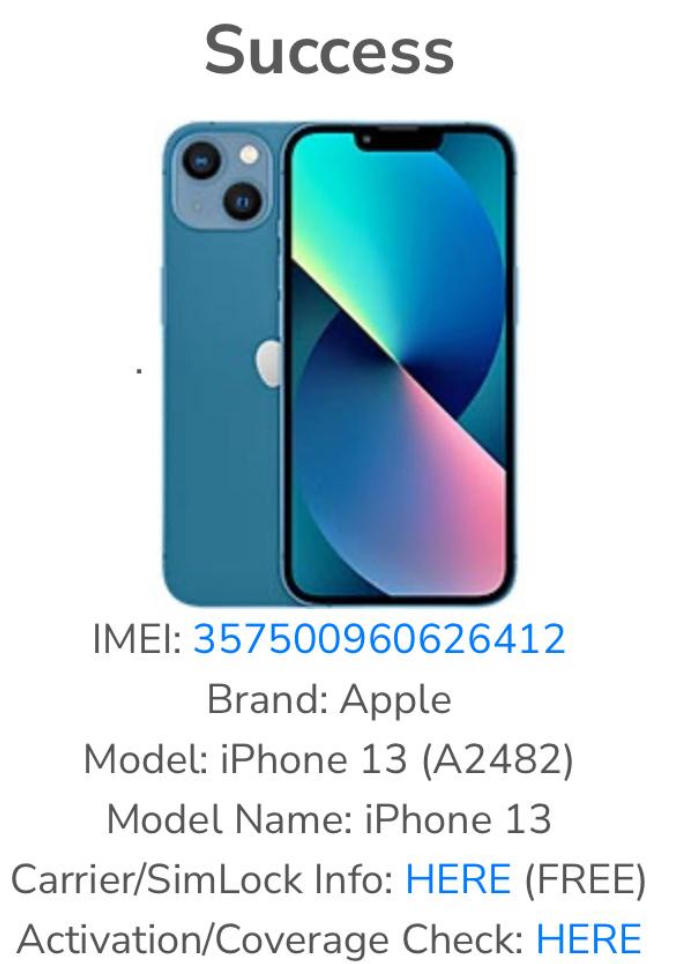 Success
IMEI: 357500960626412
Brand: Apple
Model: iPhone 13 (A2482)
Model Name: iPhone 13
Carrier/SimLock Info: HERE (FREE)
Activation/Coverage Check: HERE